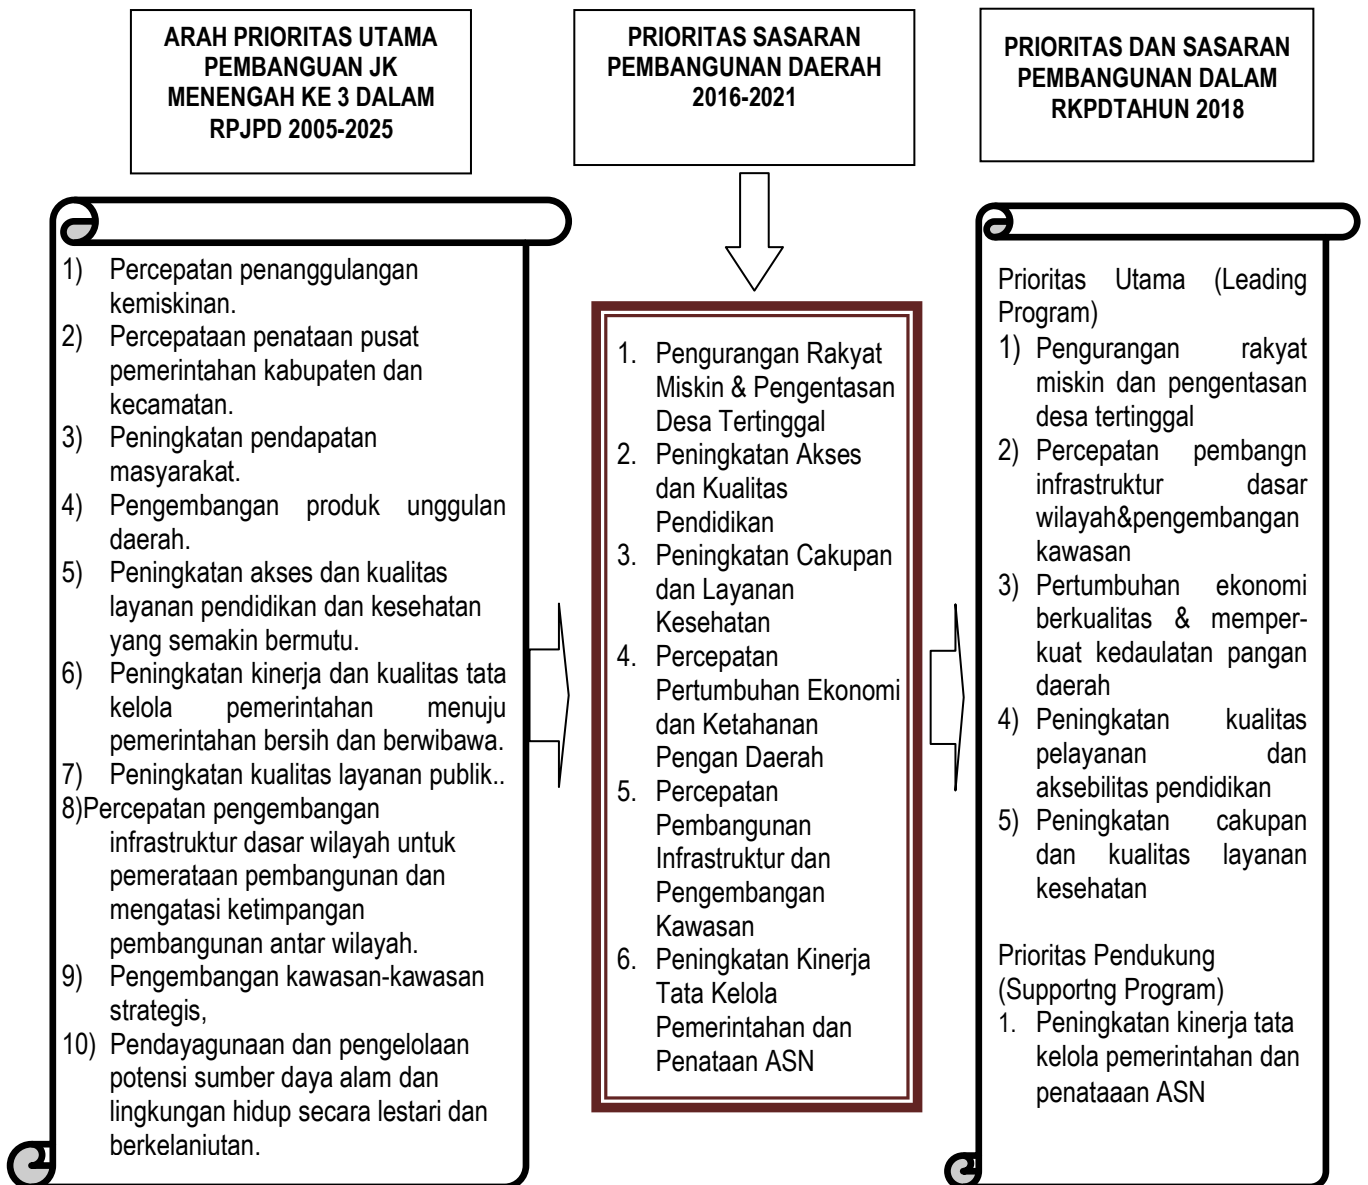 ARAH PRIORITAS UTAMA
PEMBANGUAN JK
MENENGAH KE 3 DALAM
RPJPD 2005-2025
PRIORITAS SASARAN
PEMBANGUNAN DAERAH
2016-2021
PRIORITAS DAN SASARAN
PEMBANGUNAN DALAM
RKPDTAHUN 2018
1) Percepatan penanggulangan
kemiskinan.
2) Percepataan penataan pusat
pemerintahan kabupaten dan
kecamatan.
3) Peningkatan pendapatan
masyarakat.
4) Pengembangan produk unggulan
daerah.
5) Peningkatan akses dan kualitas
layanan pendidikan dan kesehatan
yang semakin bermutu.
6) Peningkatan kinerja dan kualitas tata
kelola pemerintahan menuju
pemerintahan bersih dan berwibawa.
7) Peningkatan kualitas layanan publik..
8)Percepatan pengembangan
infrastruktur dasar wilayah untuk
pemerataan pembangunan dan
mengatasi ketimpangan
pembangunan antar wilayah.
9) Pengembangan kawasan-kawasan
strategis,
10) Pendayagunaan dan pengelolaan
potensi sumber daya alam dan
lingkungan hidup secara lestari dan
berkelaniutan.
1. Pengurangan Rakyat
Miskin & Pengentasan
Desa Tertinggal
2. Peningkatan Akses
dan Kualitas
Pendidikan
3. Peningkatan Cakupan
dan Layanan
Kesehatan
4. Percepatan
Pertumbuhan Ekonomi
dan Ketahanan
Pengan Daerah
5. Percepatan
Pembangunan
Infrastruktur dan
Pengembangan
Kawasan
6. Peningkatan Kinerja
Tata Kelola
Pemerintahan dan
Penataan ASN
Prioritas Utama (Leading
Program)
1) Pengurangan rakyat
miskin dan pengentasan
desa tertinggal
2) Percepatan pembangn
infrastruktur dasar
wilayah&pengembangan
kawasan
3) Pertumbuhan ekonomi
berkualitas & memper-
kuat kedaulatan pangan
daerah
4) Peningkatan kualitas
pelayanan dan
aksebilitas pendidikan
5) Peningkatan cakupan
dan kualitas layanan
kesehatan
Prioritas Pendukung
(Supportng Program)
1. Peningkatan kinerja tata
kelola pemerintahan dan
penataaan ASN